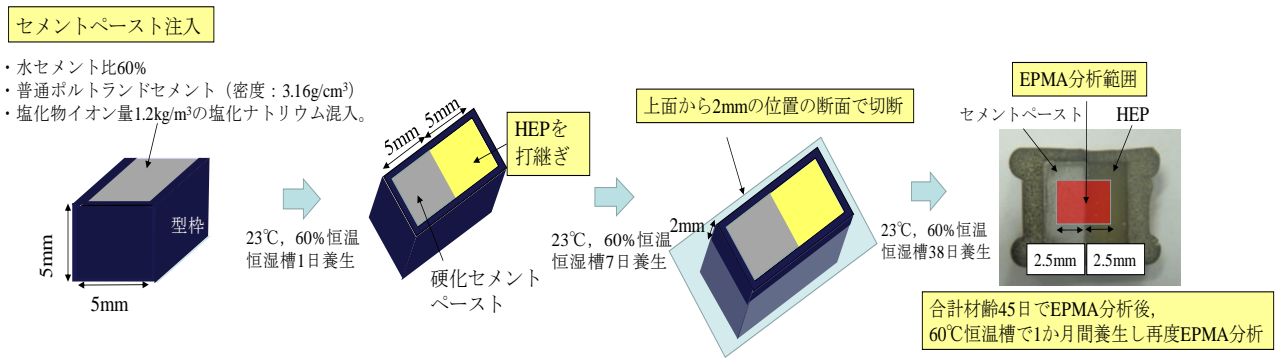 セメントペースト注入
・水セメント比60%
・普通ポルトランドセメント（密度：3.16g/cm³）
・塩化物イオン量1.2kg/m³の塩化ナトリウム混入。
型枠
5mm
5mm
23℃，60%恒温
恒湿槽1日養生
5mm
5mm
HEPを
打継ぎ
硬化セメント
ペースト
23℃，60%恒温
恒湿槽7日養生
上面から2mmの位置の断面で切断
2mm
23℃，60%恒温
恒湿槽38日養生
EPMA分析範囲
セメントペースト
HEP
2.5mm
2.5mm
合計材齢45日でEPMA分析後，
60℃恒温槽で1か月間養生し再度EPMA分析